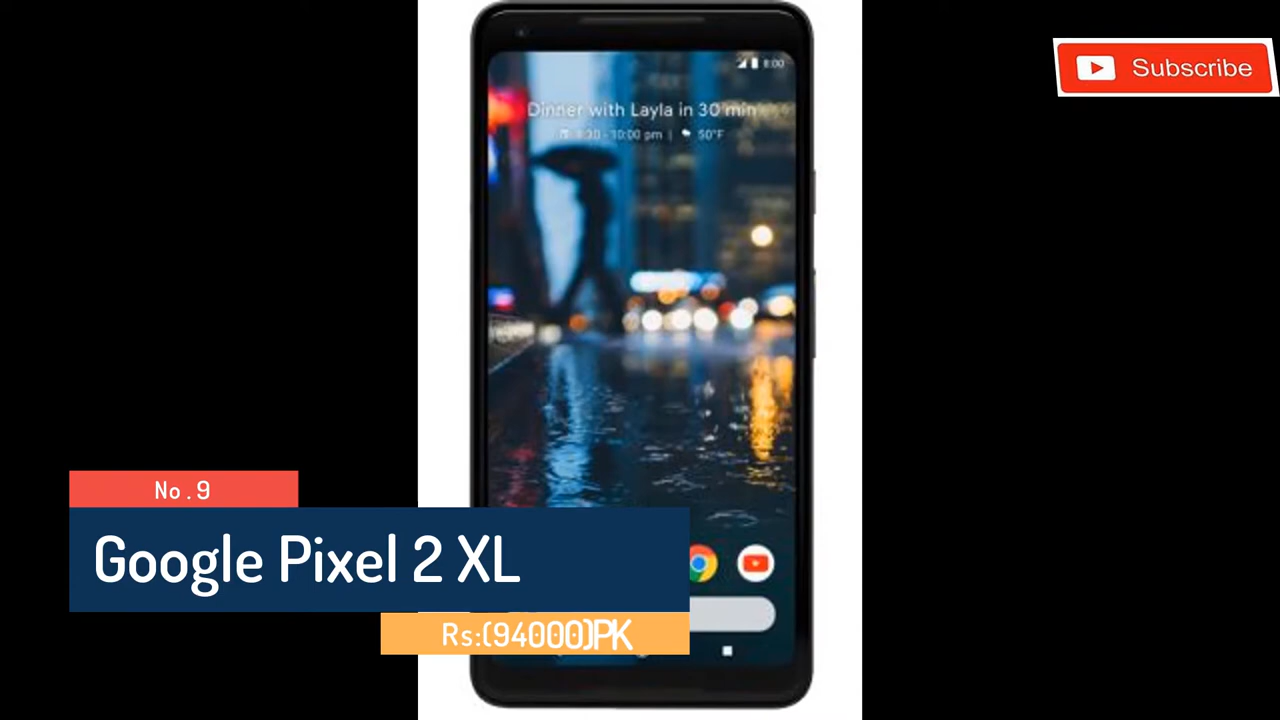 Subscribe
8:00
Dinner with Layla in 30 min
- 10:00 pm | 50°F
No.9
Google Pixel 2 XL
Rs:(94000)PK